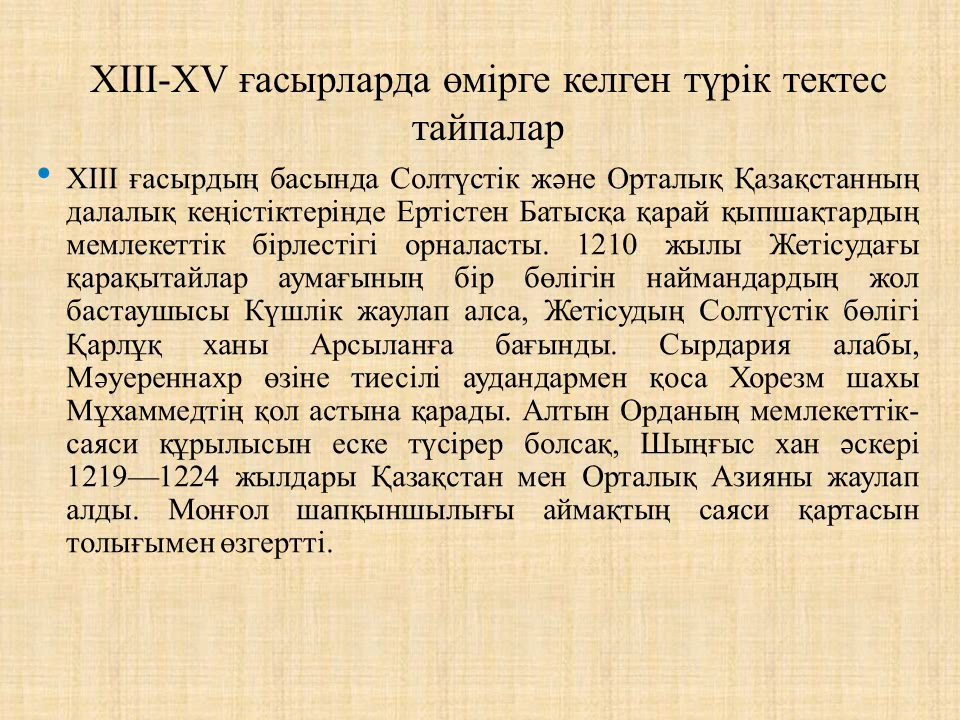 XIII-XV ғасырларда өмірге келген түрік тектес
тайпалар
• XIII ғасырдың басында Солтүстік және Орталық Қазақстанның
далалық кеңістіктерінде Ертістен Батысқа қарай қыпшақтардың
мемлекеттік бірлестігі орналасты. 1210 жылы Жетісудағы
қарақытайлар аумағының бір бөлігін наймандардың жол
бастаушысы Күшлік жаулап алса, Жетісудың Солтүстік бөлігі
Қарлұқ ханы Арсыланға бағынды. Сырдария алабы,
Мәуереннахр өзіне тиесілі аудандармен қоса Хорезм шахы
Мұхаммедтің қол астына қарады. Алтын Орданың мемлекеттік-
саяси құрылысын еске түсірер болсақ, Шыңғыс хан әскері
1219—1224 жылдары Қазақстан мен Орталық Азияны жаулап
алды. Монғол шапқыншылығы аймақтың саяси қартасын
толығымен өзгертті.